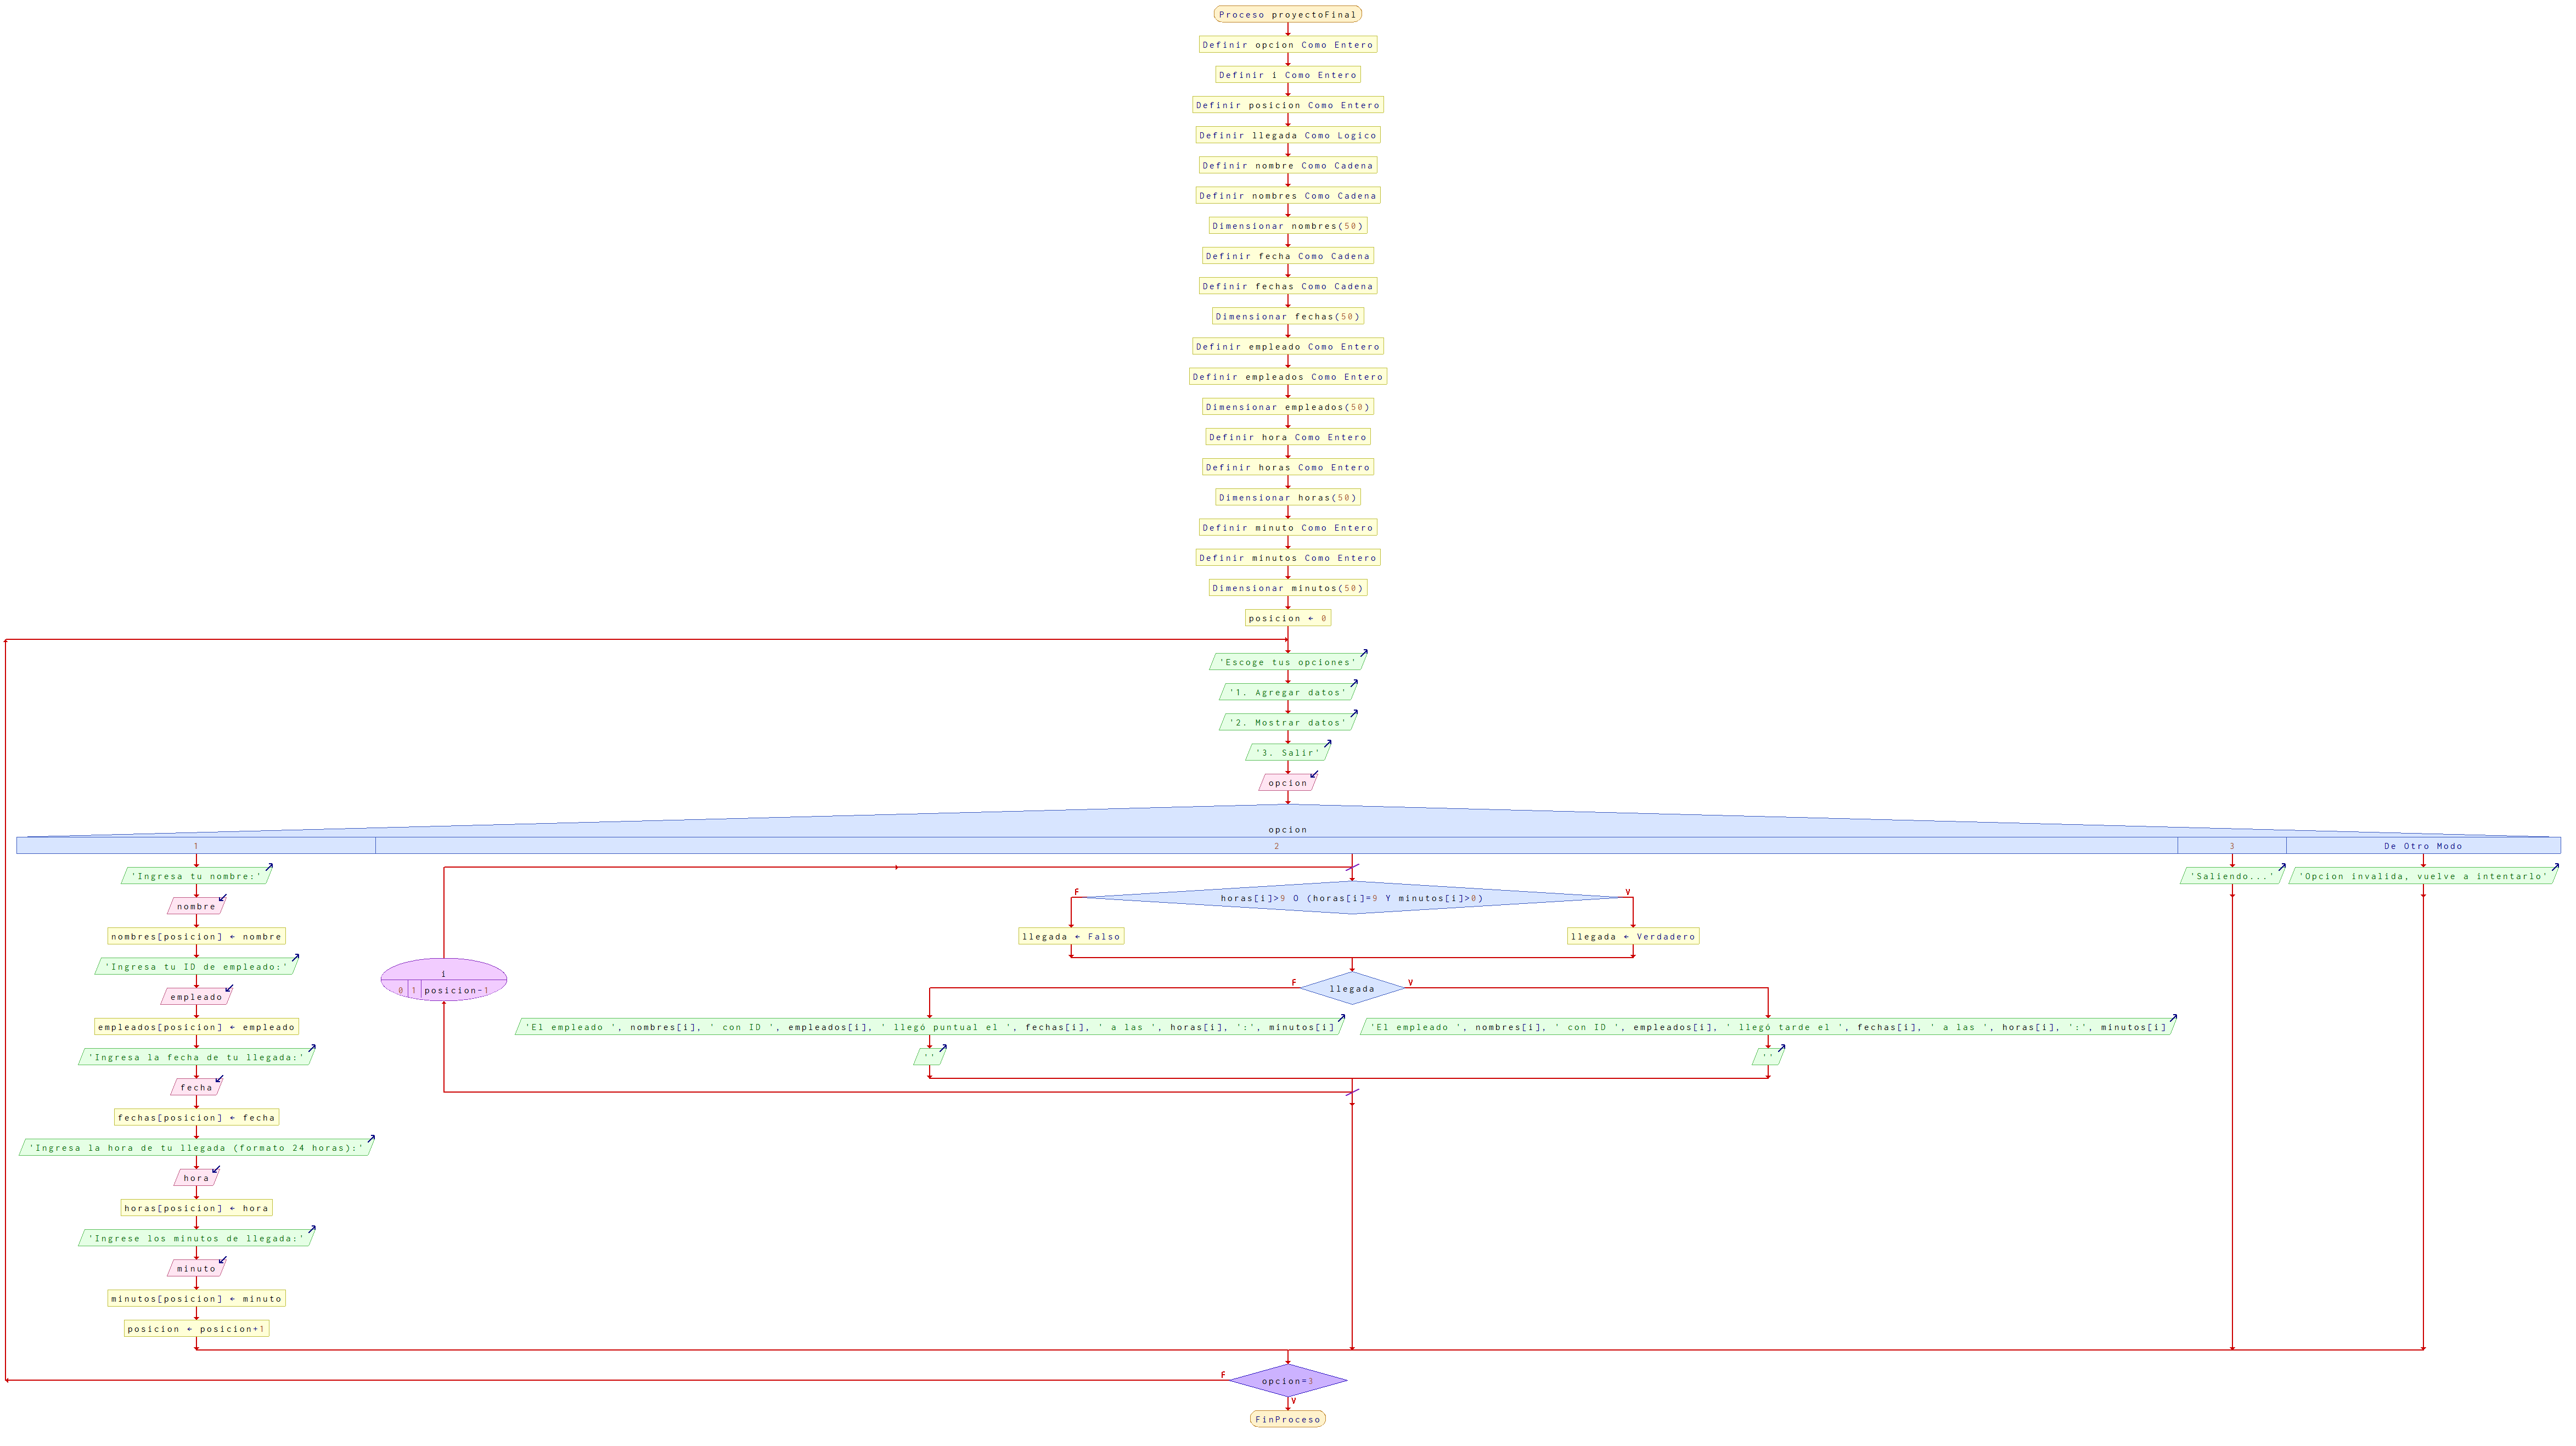 Proceso proyectoFinal
Definir opcion Como Entero
Definir i Como Entero
Definir posicion Como Entero
Definir llegada Como Logico
Definir nombre Como Cadena
Definir nombres Como Cadena
Dimensionar nombres(50)
Definir fecha Como Cadena
Definir fechas Como Cadena
Dimensionar fechas(50)
Definir empleado Como Entero
Definir empleados Como Entero
Dimensionar empleados(50)
Definir hora Como Entero
Definir horas Como Entero
Dimensionar horas(50)
Definir minuto Como Entero
Definir minutos Como Entero
Dimensionar minutos(50)
posicion ← 0
'Escoge tus opciones'
'1. Agregar datos'
'2. Mostrar datos'
'3. Salir'
opcion
opcion
1
'Ingresa tu nombre:'
nombre
nombres[posicion] ← nombre
'Ingresa tu ID de empleado:'
empleado
empleados[posicion] ← empleado
'Ingresa la fecha de tu llegada:'
fecha
fechas[posicion] ← fecha
'Ingresa la hora de tu llegada (formato 24 horas):'
hora
horas[posicion] ← hora
'Ingrese los minutos de llegada:'
minuto
minutos[posicion] ← minuto
posicion ← posicion+1
2
i
0 1 posicion-1
horas[i]>9 O (horas[i]=9 Y minutos[i]>0)
F
V
llegada ← Falso
llegada ← Verdadero
llegada
F
V
'El empleado ', nombres[i], ' con ID ', empleados[i], ' llegó puntual el ', fechas[i], ' a las ', horas[i], ':', minutos[i]
''
'El empleado ', nombres[i], ' con ID ', empleados[i], ' llegó tarde el ', fechas[i], ' a las ', horas[i], ':', minutos[i]
''
3
'Saliendo...'
De Otro Modo
'Opcion invalida, vuelve a intentarlo'
opcion=3
F
V
FinProceso